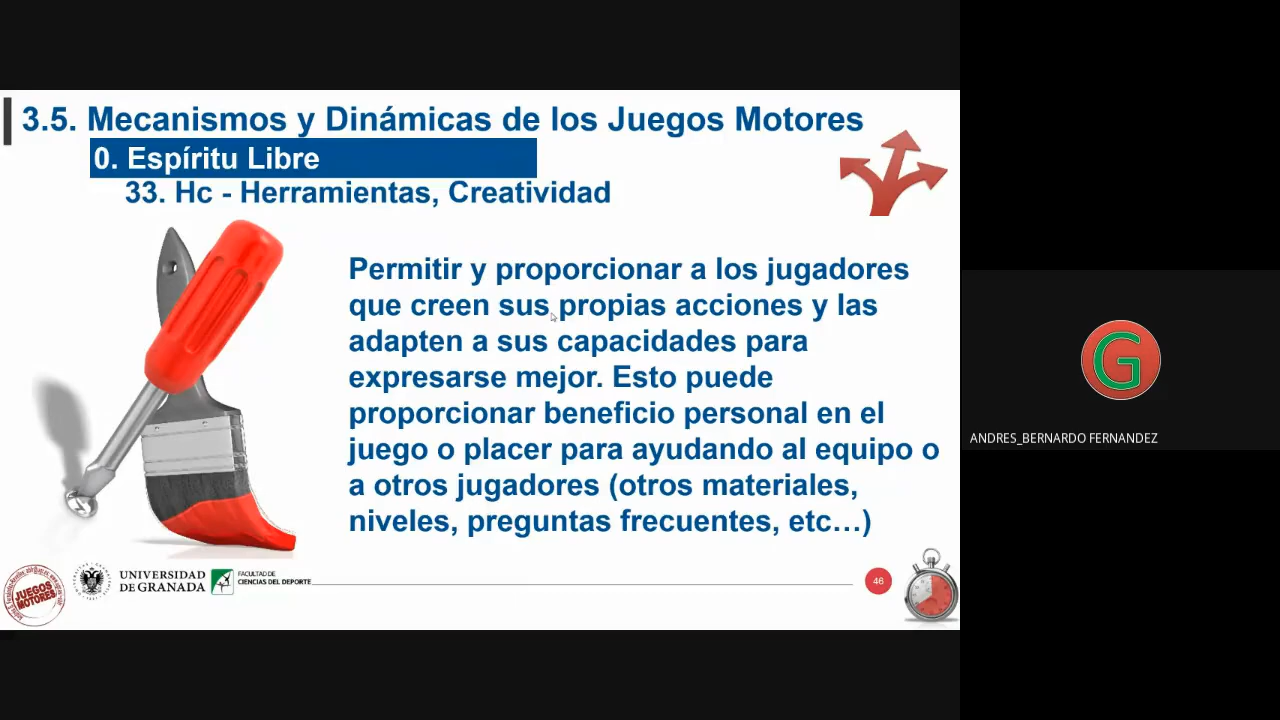 3.5. Mecanismos y Dinámicas de los Juegos Motores
0. Espíritu Libre
33. Hc - Herramientas, Creatividad
Permitir y proporcionar a los jugadores
que creen sus propias acciones y las
adapten a sus capacidades para
expresarse mejor. Esto puede
proporcionar beneficio personal en el
juego o placer para ayudando al equipo o
a otros jugadores (otros materiales,
niveles, preguntas frecuentes, etc...)
G
ANDRES_BERNARDO FERNANDEZ
JUEGOS
MOTORES
UNIVERSIDAD
DE GRANADA
FACULTAD DE
CIENCIAS DEL DEPORTE
46